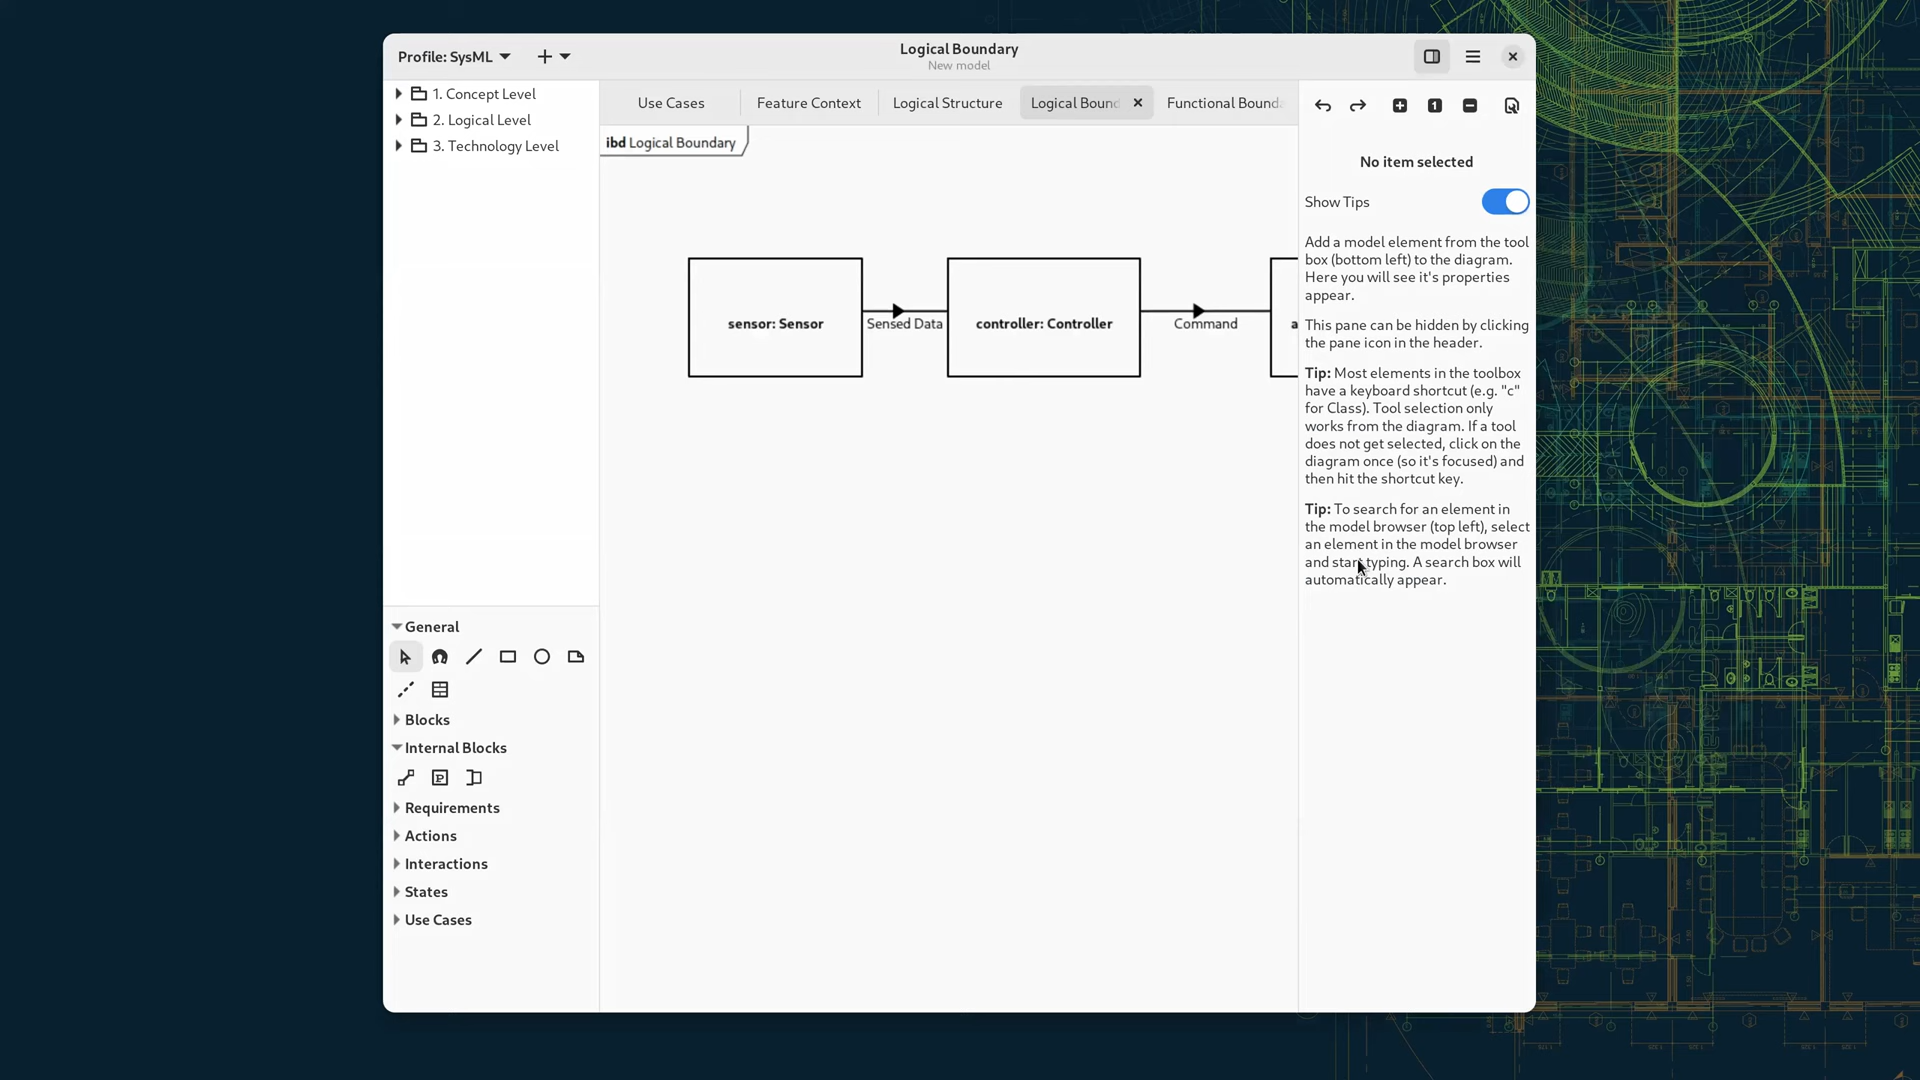 Profile: SysML
Logical Boundary
New model
1. Concept Level
2. Logical Level
3. Technology Level
Use Cases
Feature Context
Logical Structure
Logical Boun
Functional Bound
ibd Logical Boundary
sensor: Sensor
Sensed Data
controller: Controller
Command
a
No item selected
Show Tips
Add a model element from the tool
box (bottom left) to the diagram.
Here you will see it's properties
appear.
This pane can be hidden by clicking
the pane icon in the header.
Tip: Most elements in the toolbox
have a keyboard shortcut (e.g. "c"
for Class). Tool selection only
works from the diagram. If a tool
does not get selected, click on the
diagram once (so it's focused) and
then hit the shortcut key.
Tip: To search for an element in
the model browser (top left), select
an element in the model browser
and start typing. A search box will
automatically appear.
General
Blocks
Internal Blocks
Requirements
Actions
Interactions
States
Use Cases